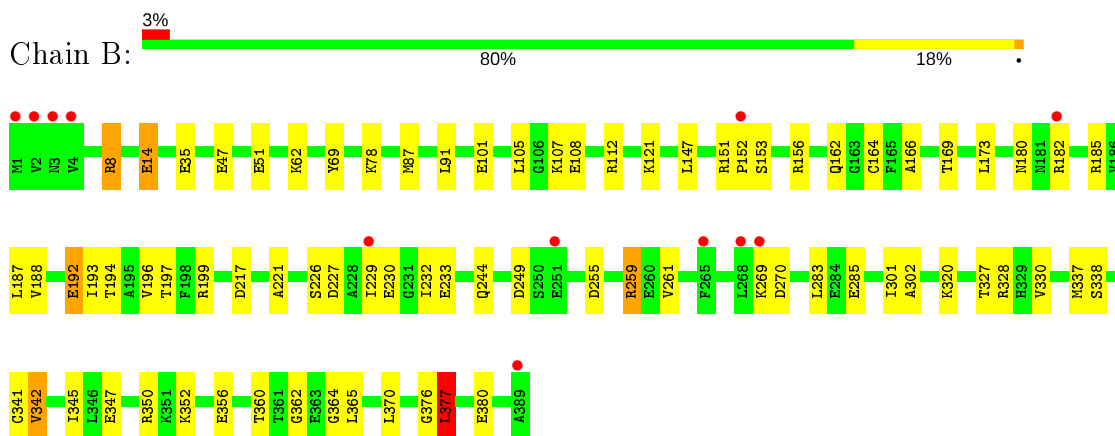 3%
Chain B:
80% 18% •
M1 V2 N3 V4 R8 E14 E35 E47 E51 K62 Y69 K78 M87 L91 E101 L105 G106 K107 E108 R112 K121 L147 R151 P152 S153 R156 Q162 G163 C164 F165 A166 T169 L173 N180 N181 R182 R185 V186
L187 V188 E192 I193 T194 A195 V196 T197 F198 R199 D217 A221 S226 D227 A228 I229 E230 G231 I232 E233 Q244 D249 S250 E251 D255 R259 E260 V261 F265 L268 K269 D270 L283 E284 E285 I301 A302 K320 T327 R328 H329 V330 M337 S338
C341 V342 I345 L346 E347 R350 K351 K352 E356 T360 T361 G362 E363 G364 L365 L370 G376 L377 E380 A389